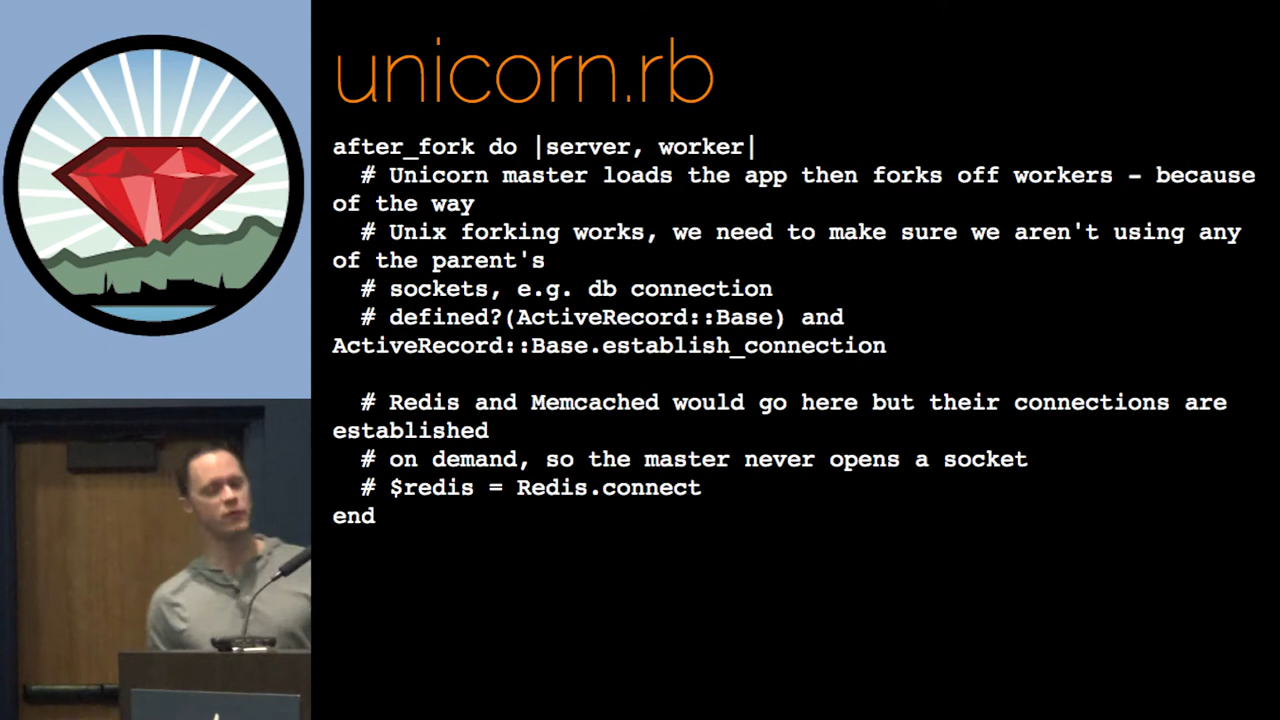 unicorn.rb
after_fork do |server, worker|
# Unicorn master loads the app then forks off workers – because
of the way
# Unix forking works, we need to make sure we aren't using any
of the parent's
# sockets, e.g. db connection
# defined?(ActiveRecord::Base) and
ActiveRecord::Base.establish_connection
# Redis and Memcached would go here but their connections are
established
# on demand, so the master never opens a socket
# $redis = Redis.connect
end